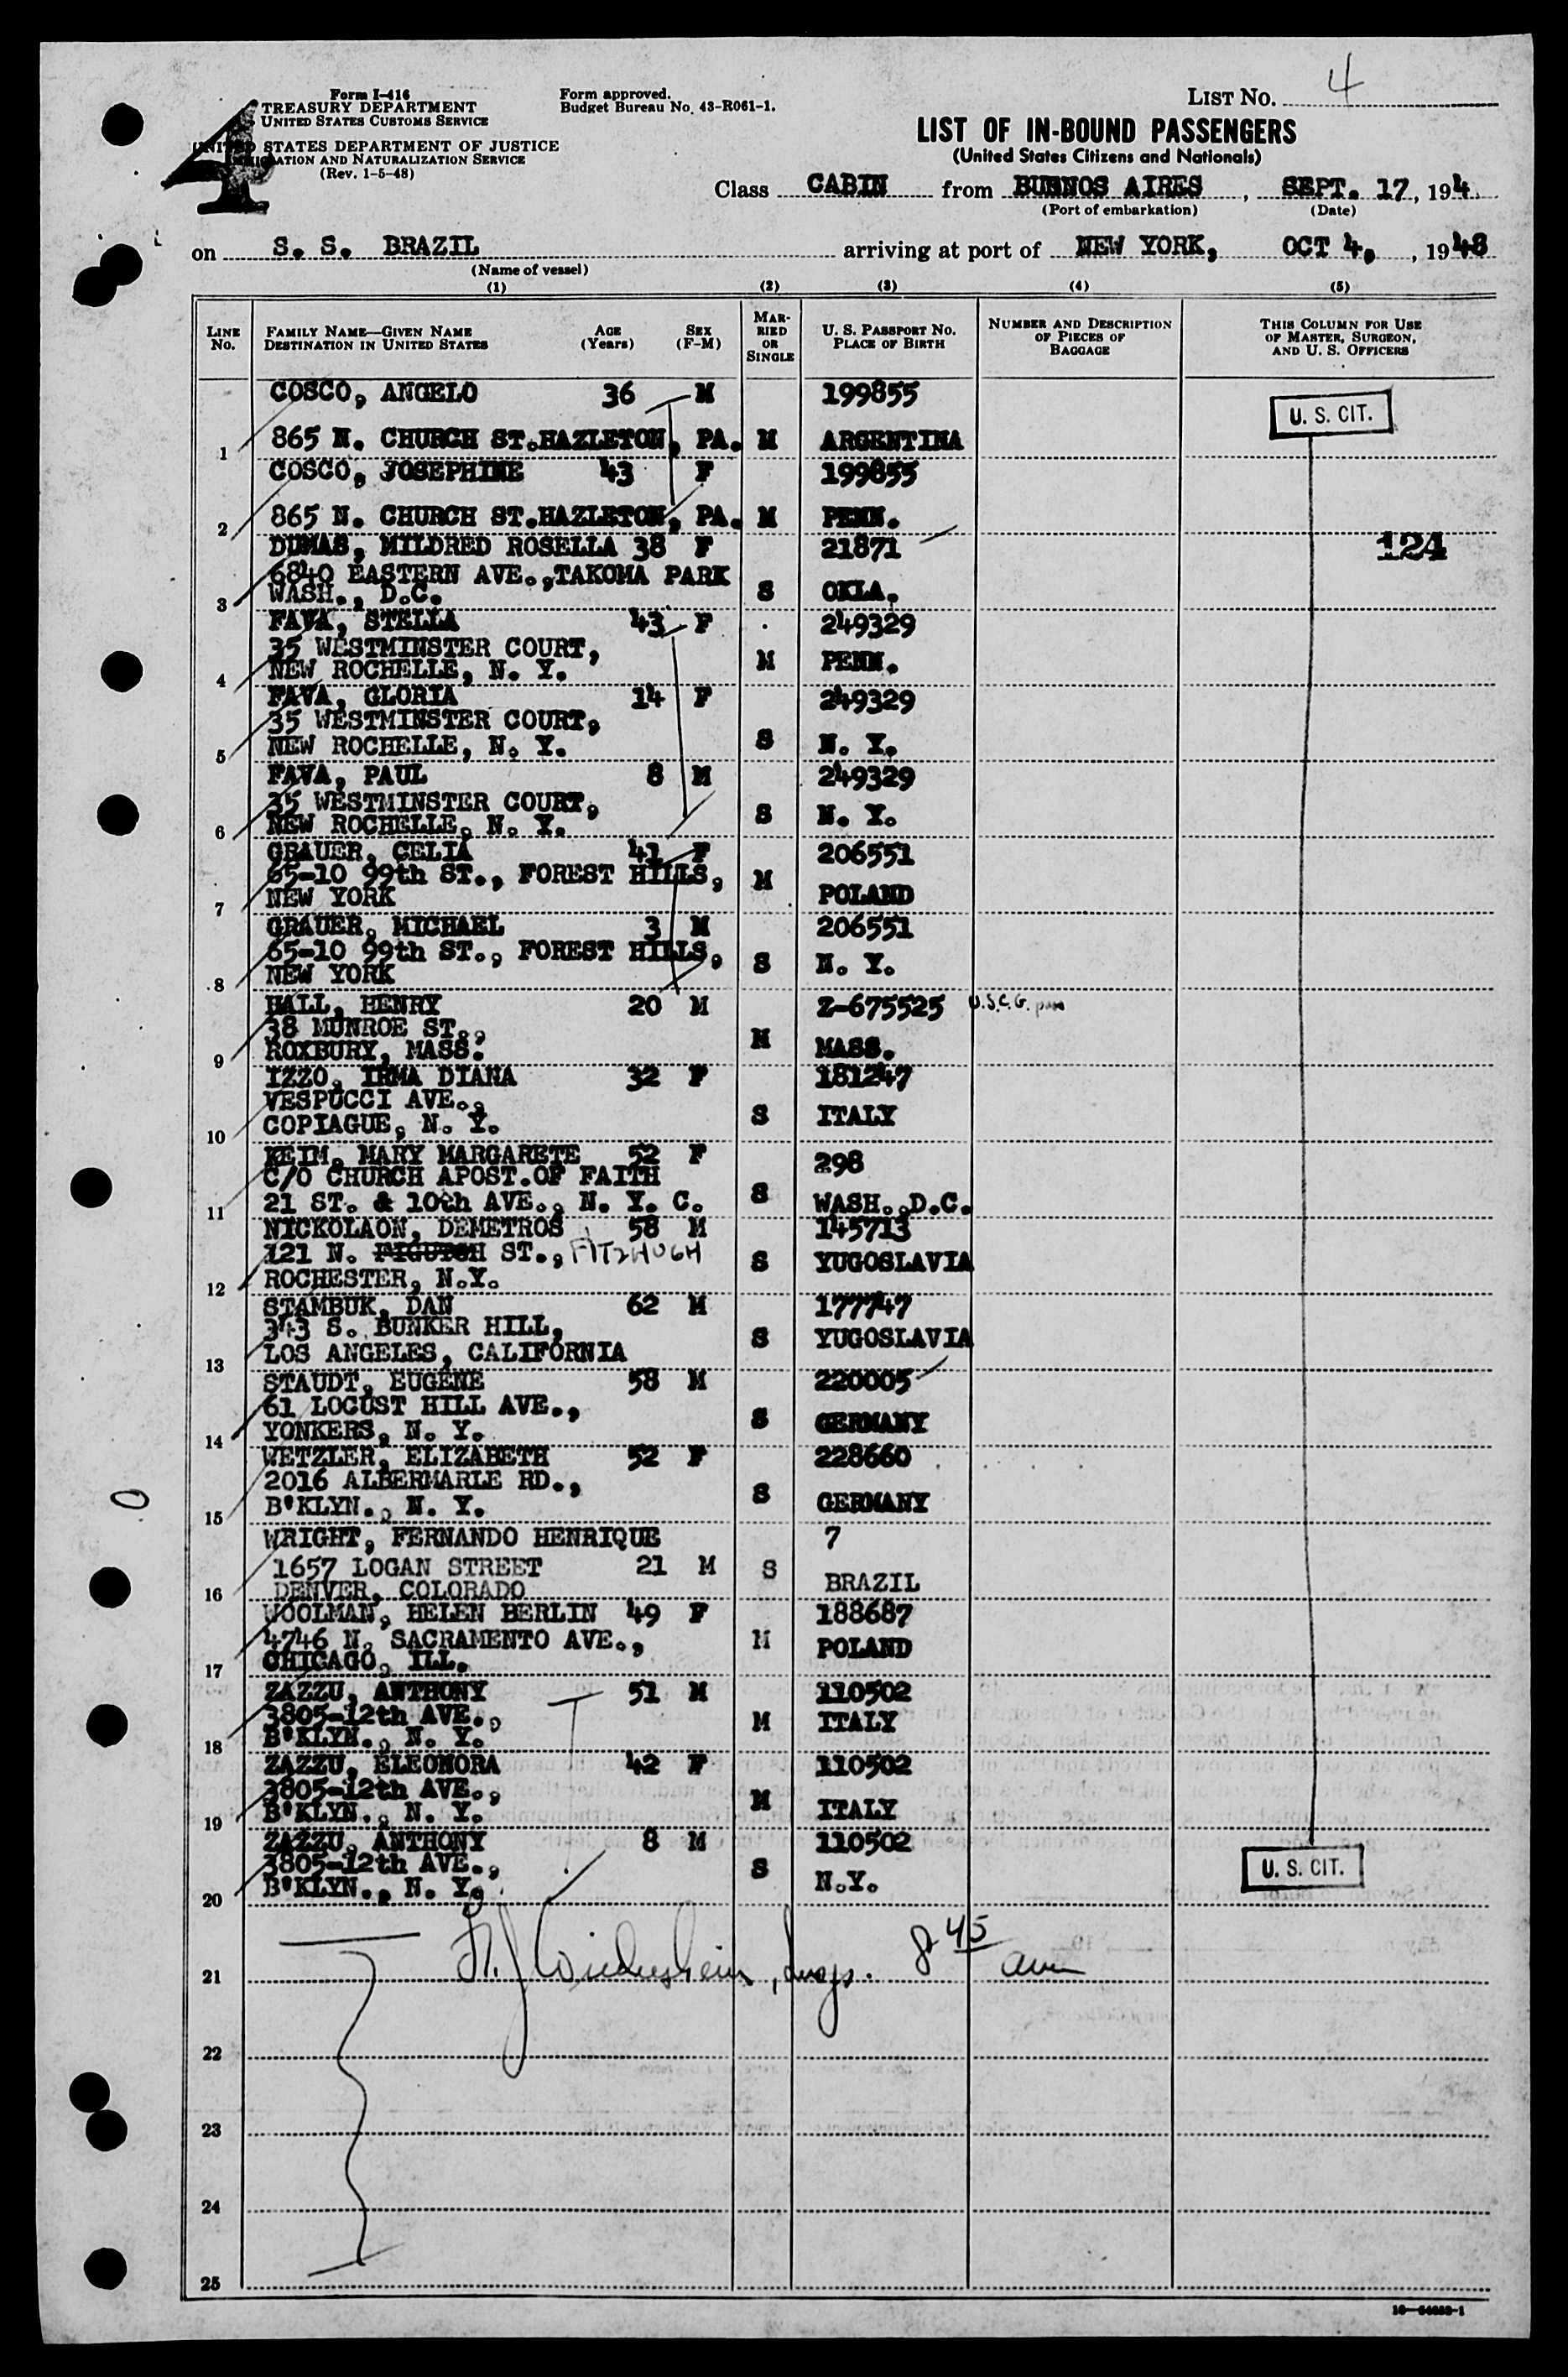 4
Form I-416
TREASURY DEPARTMENT
UNITED STATES CUSTOMS SERVICE
UNITED STATES DEPARTMENT OF JUSTICE
IMMIGRATION AND NATURALIZATION SERVICE
(Rev. 1-5-48)
Form approved.
Budget Bureau No. 43-R061-1.
LIST No. 4
LIST OF IN-BOUND PASSENGERS
(United States Citizens and Nationals)
Class CABIN from BUENOS AIRES, SEPT. 17, 194
(Port of embarkation) (Date)
on S. S. BRAZIL arriving at port of NEW YORK, OCT 4, , 1948
(Name of vessel)
(1) (2) (3) (4) (5)
LINE No. FAMILY NAME—GIVEN NAME DESTINATION IN UNITED STATES AGE (Years) SEX (F-M) MARRIED OR SINGLE U. S. PASSPORT No. PLACE OF BIRTH NUMBER AND DESCRIPTION OF PIECES OF BAGGAGE THIS COLUMN FOR USE OF MASTER, SURGEON, AND U. S. OFFICERS
COSCO, ANGELO 36 M 199855
U. S. CIT.
1 865 N. CHURCH ST.HAZLETON, PA. M ARGENTINA
COSCO, JOSEPHINE 43 F 199855
2 865 N. CHURCH ST.HAZLETON, PA. M PENN.
DUMAS, MILDRED ROSELLA 38 F 21871 124
6840 EASTERN AVE.,TAKOMA PARK
3 WASH., D.C. S OKLA.
FAVA, STELLA 43 F 249329
35 WESTMINSTER COURT,
4 NEW ROCHELLE, N. Y. M PENN.
FAVA, GLORIA 14 F 249329
35 WESTMINSTER COURT,
5 NEW ROCHELLE, N. Y. S N. Y.
FAVA, PAUL 8 M 249329
35 WESTMINSTER COURT,
6 NEW ROCHELLE, N. Y. S N. Y.
GRAUER, CELIA 41 F 206551
65-10 99th ST., FOREST HILLS,
7 NEW YORK M POLAND
GRAUER, MICHAEL 3 M 206551
65-10 99th ST., FOREST HILLS,
8 NEW YORK S N. Y.
HALL, HENRY 20 M Z-675525 U.S.C.G. pass
38 MUNROE ST.,
9 ROXBURY, MASS. M MASS.
IZZO, IRMA DIANA 32 F 181247
VESPUCCI AVE.,
10 COPIAGUE, N. Y. S ITALY
KEIM, MARY MARGARETE 52 F 298
C/O CHURCH APOST.OF FAITH
11 21 ST. & 10th AVE., N. Y. C. S WASH.,D.C.
NICKOLAON, DEMETROS 58 M 145713
121 N. ST., FITZHUGH
12 ROCHESTER, N.Y. S YUGOSLAVIA
STAMBUK, DAN 62 M 177747
343 S. BUNKER HILL,
13 LOS ANGELES, CALIFORNIA S YUGOSLAVIA
STAUDT, EUGENE 58 M 220005
61 LOCUST HILL AVE.,
14 YONKERS, N. Y. S GERMANY
WETZLER, ELIZABETH 52 F 228660
2016 ALBERMARLE RD.,
15 B'KLYN., N. Y. S GERMANY
WRIGHT, FERNANDO HENRIQUE 7
1657 LOGAN STREET 21 M S
16 DENVER, COLORADO BRAZIL
WOOLMAN, HELEN BERLIN 49 F 188687
4746 N. SACRAMENTO AVE.,
17 CHICAGO, ILL. M POLAND
ZAZZU, ANTHONY 51 M 110502
3805-12th AVE.,
18 B'KLYN., N. Y. M ITALY
ZAZZU, ELEONORA 42 F 110502
3805-12th AVE.,
19 B'KLYN., N. Y. M ITALY
ZAZZU, ANTHONY 8 M 110502
3805-12th AVE.,
20 B'KLYN., N. Y. S N.Y.
U. S. CIT.
21 , Insp. 8 45 am
22
23
24
25